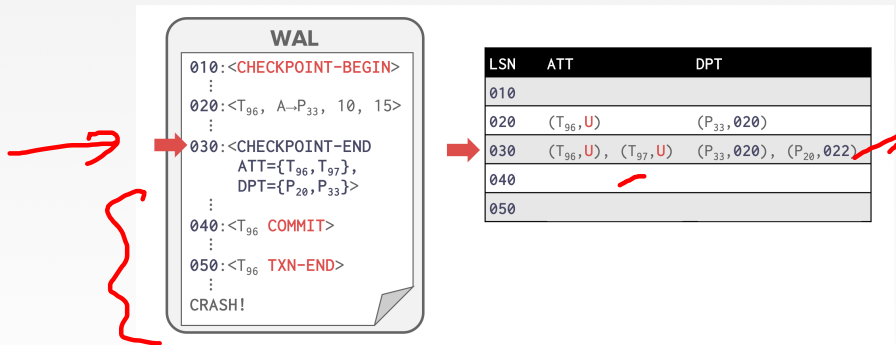 WAL
010:<CHECKPOINT-BEGIN>
⋮
020:<T96, A→P33, 10, 15>
⋮
030:<CHECKPOINT-END
ATT={T96,T97},
DPT={P20,P33}>
⋮
040:<T96 COMMIT>
⋮
050:<T96 TXN-END>
⋮
CRASH!
LSN ATT DPT
010
020 (T96,U) (P33,020)
030 (T96,U), (T97,U) (P33,020), (P20,022)
040
050